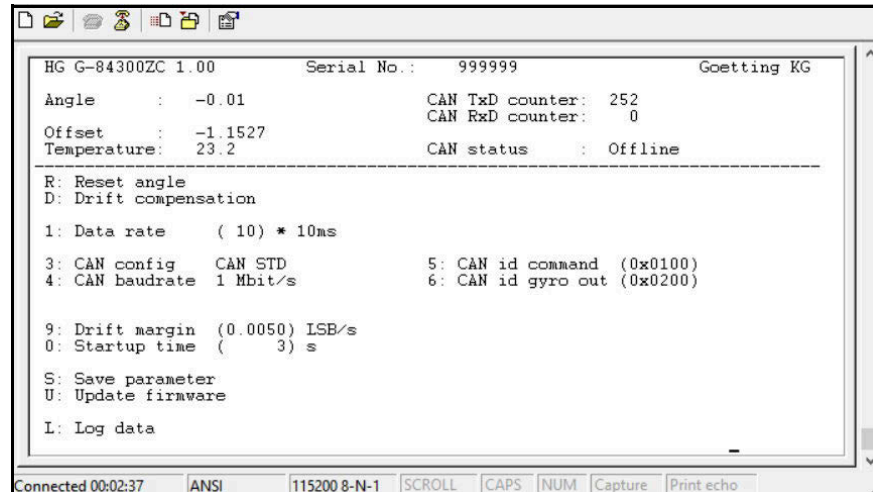 HG G-84300ZC 1.00 Serial No.: 999999 Goetting KG
Angle : -0.01 CAN TxD counter: 252
CAN RxD counter: 0
Offset : -1.1527
Temperature: 23.2 CAN status : Offline
R: Reset angle
D: Drift compensation
1: Data rate ( 10) * 10ms
3: CAN config CAN STD 5: CAN id command (0x0100)
4: CAN baudrate 1 Mbit/s 6: CAN id gyro out (0x0200)
9: Drift margin (0.0050) LSB/s
0: Startup time ( 3) s
S: Save parameter
U: Update firmware
L: Log data
Connected 00:02:37 ANSI 115200 8-N-1 SCROLL CAPS NUM Capture Print echo